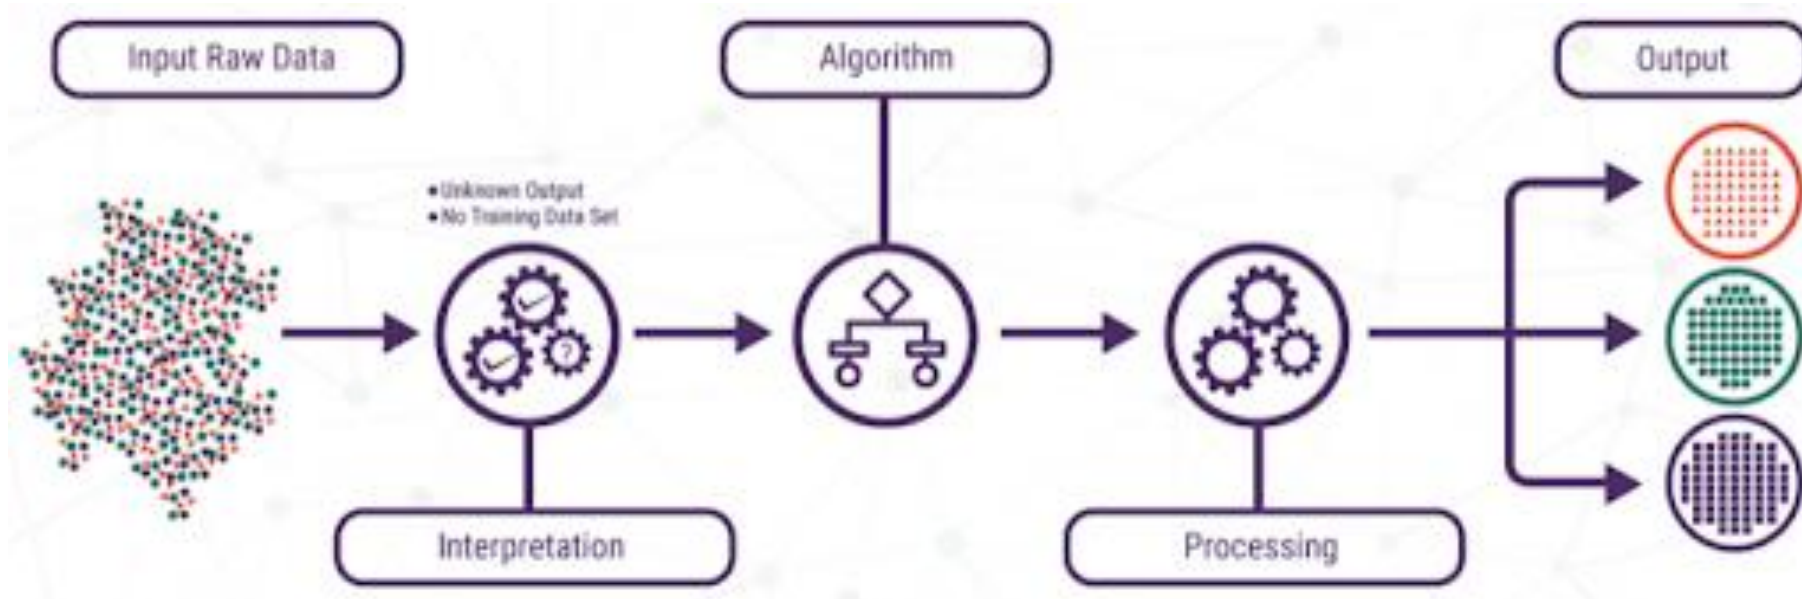 Input Raw Data
Algorithm
Output
• Unknown Output
• No Training Data Set
?
Interpretation
Processing